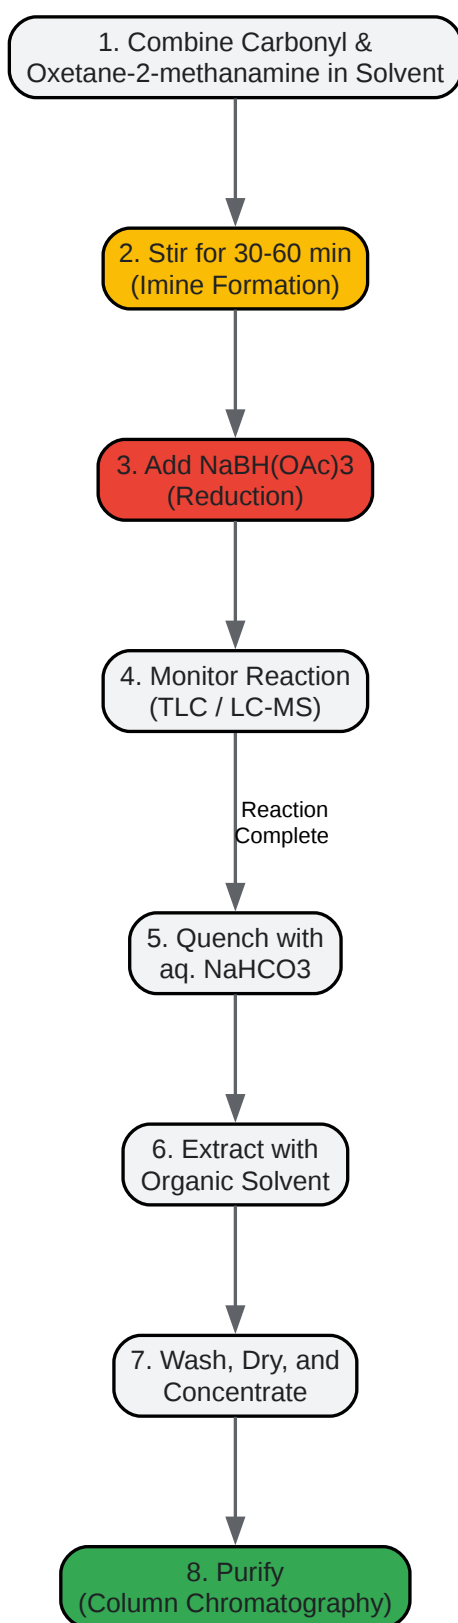 1. Combine Carbonyl &
Oxetane-2-methanamine in Solvent
2. Stir for 30-60 min
(Imine Formation)
3. Add NaBH(OAc)3
(Reduction)
4. Monitor Reaction
(TLC / LC-MS)
Reaction
Complete
5. Quench with
aq. NaHCO3
6. Extract with
Organic Solvent
7. Wash, Dry, and
Concentrate
8. Purify
(Column Chromatography)